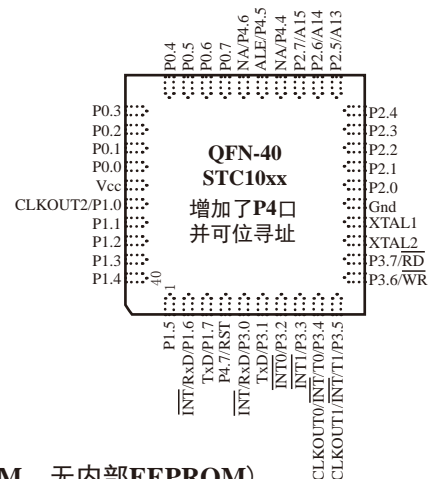 P0.4
P0.5
P0.6
P0.7
NA/P4.6
ALE/P4.5
NA/P4.4
P2.7/A15
P2.6/A14
P2.5/A13
P0.3
P0.2
P0.1
P0.0
Vcc
CLKOUT2/P1.0
P1.1
P1.2
P1.3
P1.4
QFN-40
STC10xx
增加了P4口
并可位寻址
P2.4
P2.3
P2.2
P2.1
P2.0
Gnd
XTAL1
XTAL2
P3.7/RD
P3.6/WR
40
1
P1.5
INT/RxD/P1.6
TxD/P1.7
P4.7/RST
INT/RxD/P3.0
TxD/P3.1
INT0/P3.2
INT1/P3.3
CLKOUT0/INT/T0/P3.4
CLKOUT1/INT/T1/P3.5
M，无内部EEPROM)